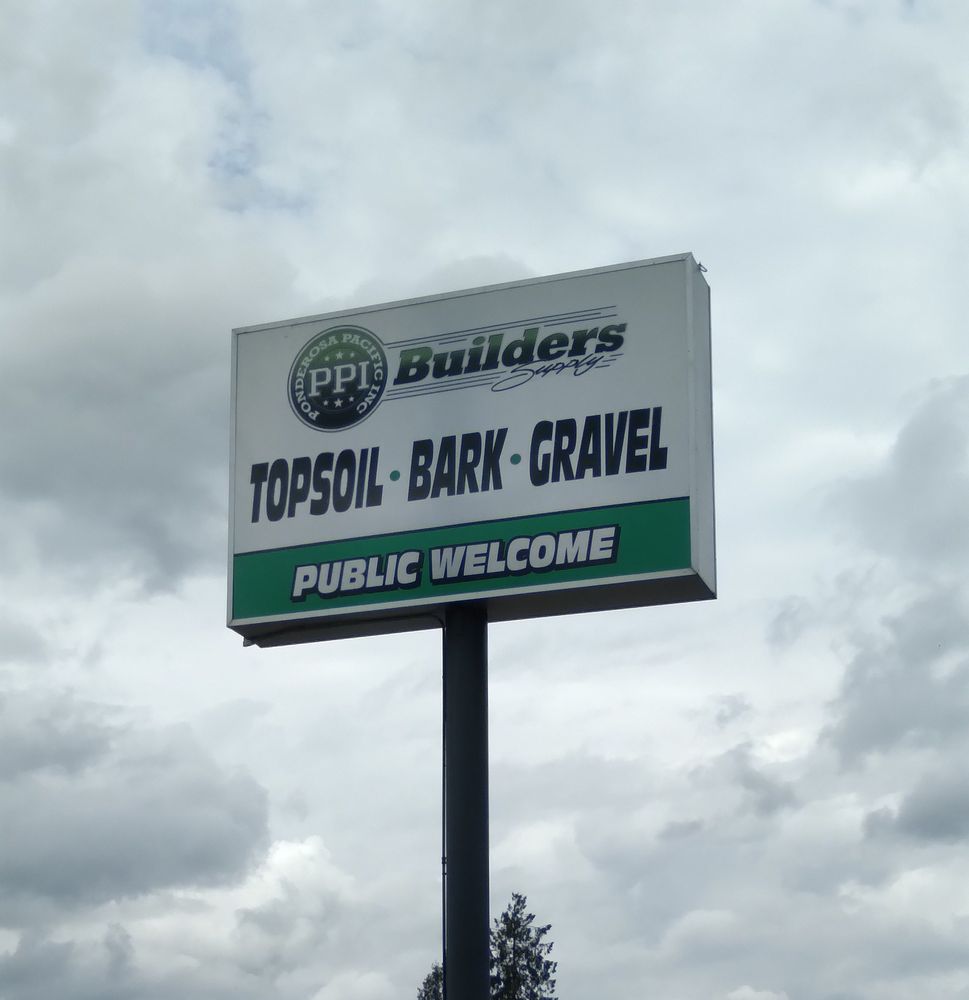 PONDEROSA PACIFIC INC
PPI
Builders
Supply
TOPSOIL • BARK • GRAVEL
PUBLIC WELCOME